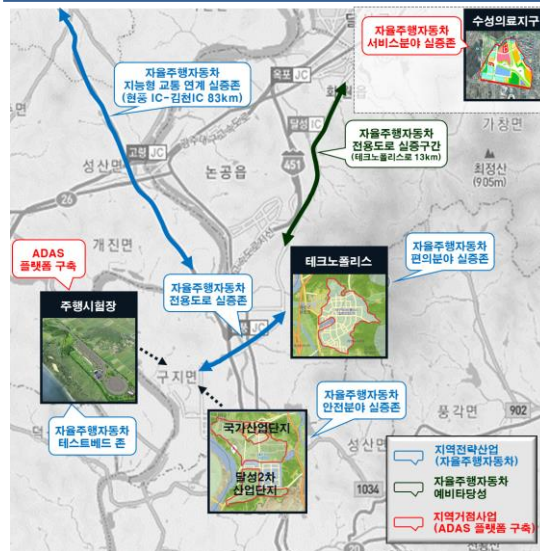 수성의료지구
자율주행자동차
서비스분야 실증존
자율주행자동차
지능형 교통 연계 실증존
(현풍 IC-김천IC 83km)
옥포 JC
화원읍
가창면
달성 IC
최정산
(905m)
고령 JC
성산면
논공읍
451
자율주행자동차
전용도로 실증구간
(테크노폴리스로 13km)
26
개진면
ADAS
플랫폼 구축
자율주행자동차
전용도로 실증존
테크노폴리스
자율주행자동차
편의분야 실증존
주행시험장
JC
구지면
자율주행자동차
안전분야 실증존
풍각면
902
국가산업단지
달성2차
산업단지
성산면
1034
자율주행자동차
테스트베드 존
지역전략산업
(자율주행자동차)
자율주행자동차
예비타당성
지역거점사업
(ADAS 플랫폼 구축)